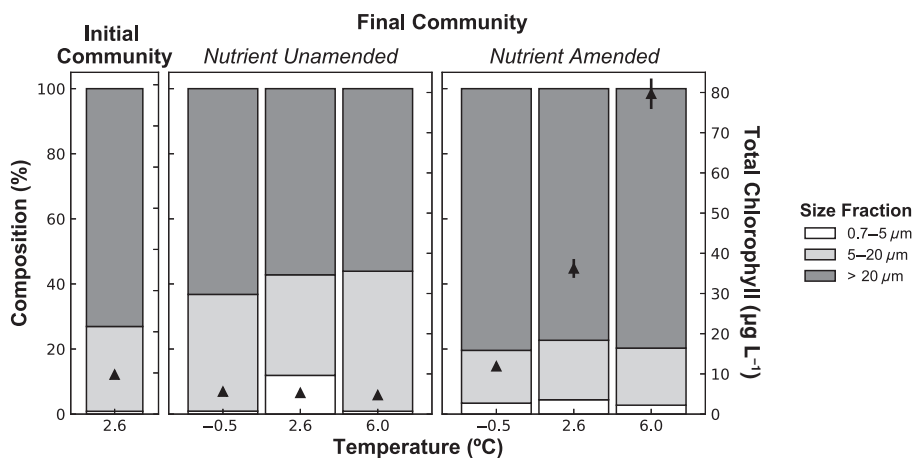 Final Community
Initial
Community
Nutrient Unamended
Nutrient Amended
Composition (%)
100
80
60
40
20
0
2.6
−0.5
2.6
6.0
−0.5
2.6
6.0
Temperature (ºC)
80
70
60
50
40
30
20
10
0
Total Chlorophyll (µg L⁻¹)
Size Fraction
0.7–5 µm
5–20 µm
> 20 µm